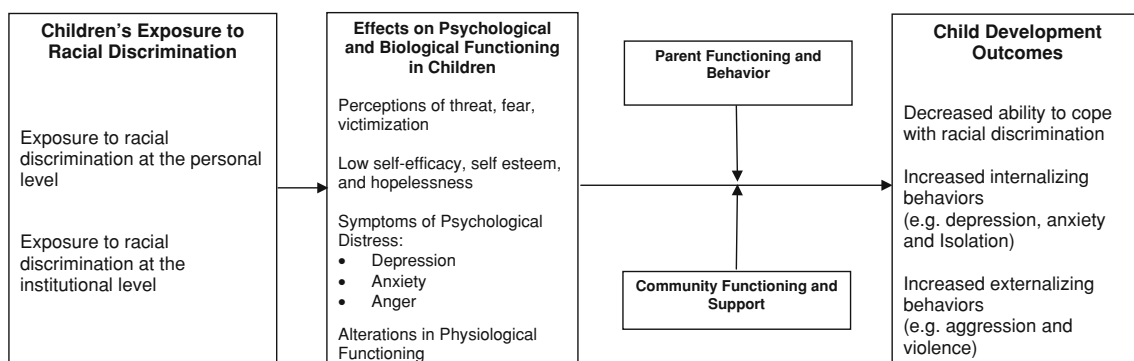 Children's Exposure to
Racial Discrimination
Exposure to racial
discrimination at the personal
level
Exposure to racial
discrimination at the
institutional level
Effects on Psychological
and Biological Functioning
in Children
Perceptions of threat, fear,
victimization
Low self-efficacy, self esteem,
and hopelessness
Symptoms of Psychological
Distress:
• Depression
• Anxiety
• Anger
Alterations in Physiological
Functioning
Parent Functioning and
Behavior
Community Functioning and
Support
Child Development
Outcomes
Decreased ability to cope
with racial discrimination
Increased internalizing
behaviors
(e.g. depression, anxiety
and Isolation)
Increased externalizing
behaviors
(e.g. aggression and
violence)